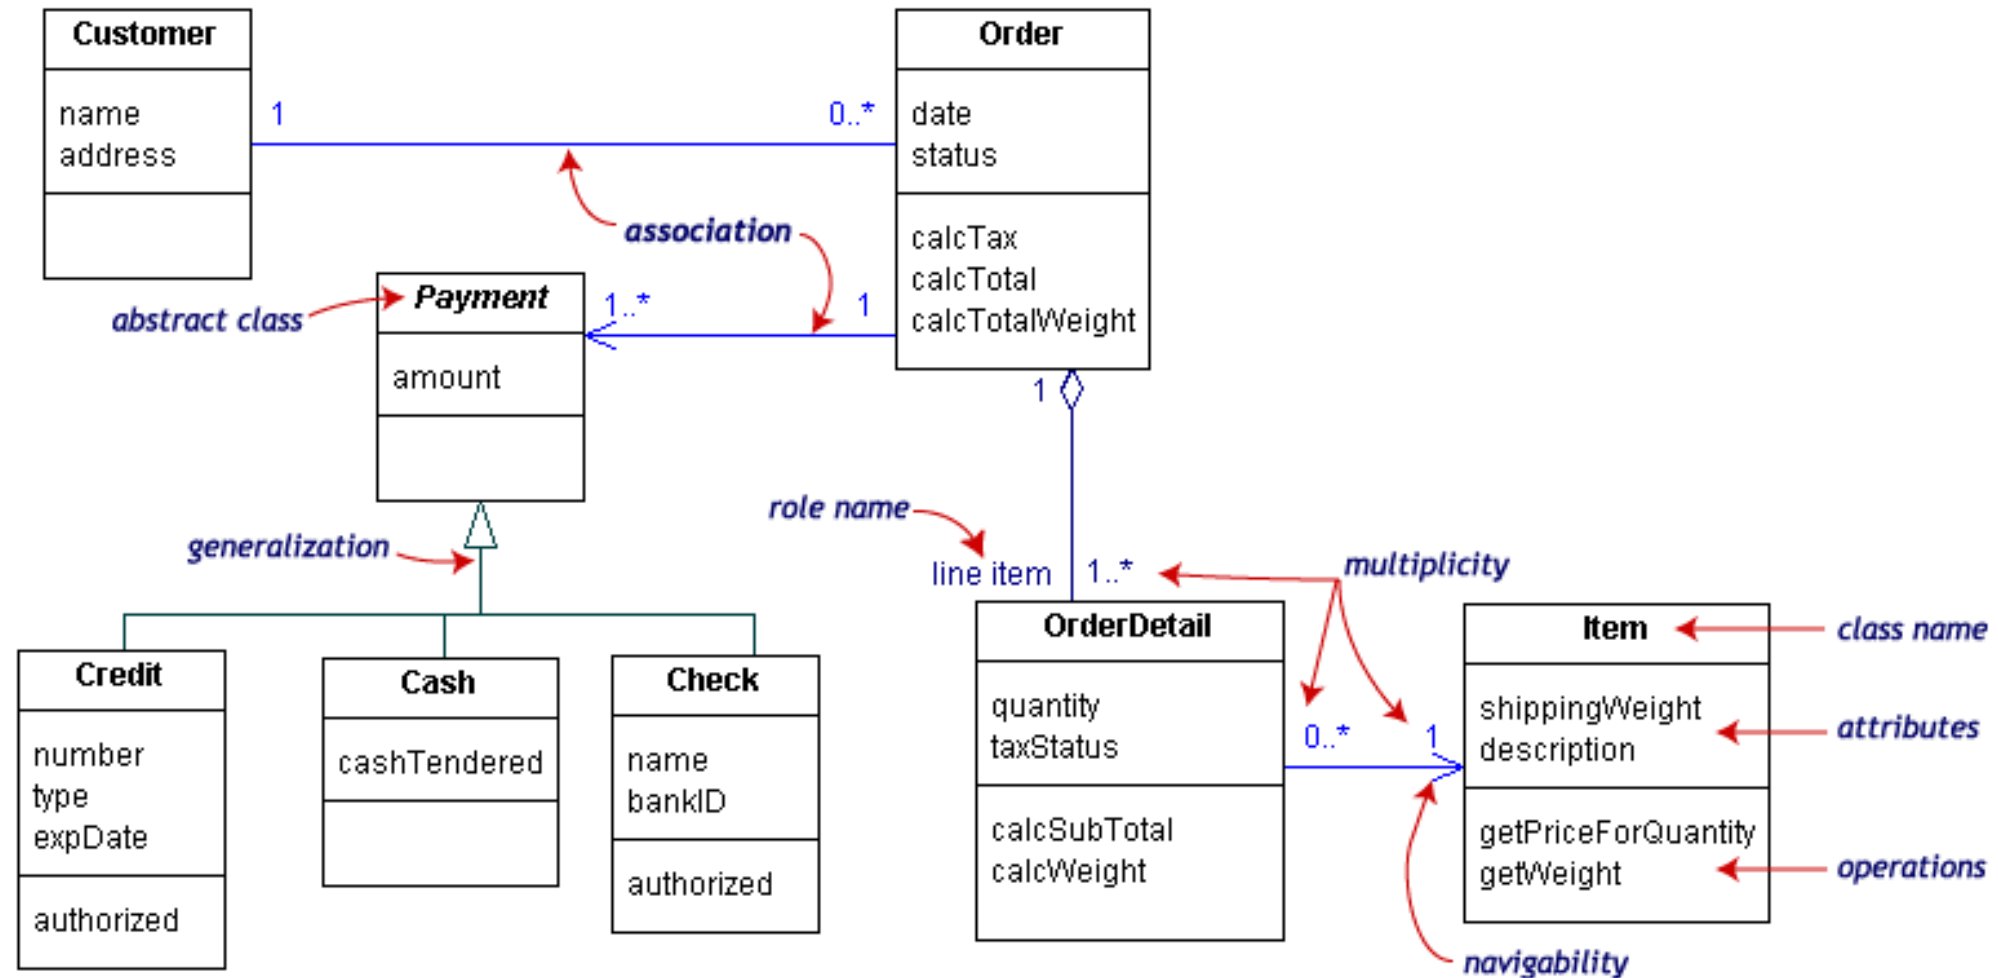 Customer
name
address
1
0..*
Order
date
status
calcTax
calcTotal
calcTotalWeight
association
abstract class
Payment
amount
1..*
1
1
generalization
role name
line item
1..*
multiplicity
Credit
number
type
expDate
authorized
Cash
cashTendered
Check
name
bankID
authorized
OrderDetail
quantity
taxStatus
calcSubTotal
calcWeight
0..*
1
Item
shippingWeight
description
getPriceForQuantity
getWeight
class name
attributes
operations
navigability